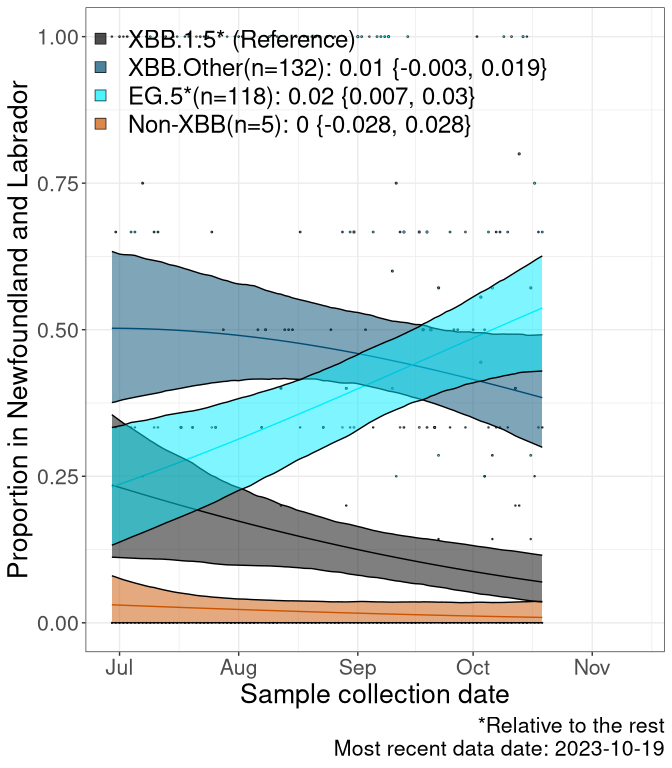 1.00
0.75
0.50
0.25
0.00
Proportion in Newfoundland and Labrador
XBB.1.5* (Reference)
XBB.Other(n=132): 0.01 {-0.003, 0.019}
EG.5*(n=118): 0.02 {0.007, 0.03}
Non-XBB(n=5): 0 {-0.028, 0.028}
Jul Aug Sep Oct Nov
Sample collection date
*Relative to the rest
Most recent data date: 2023-10-19